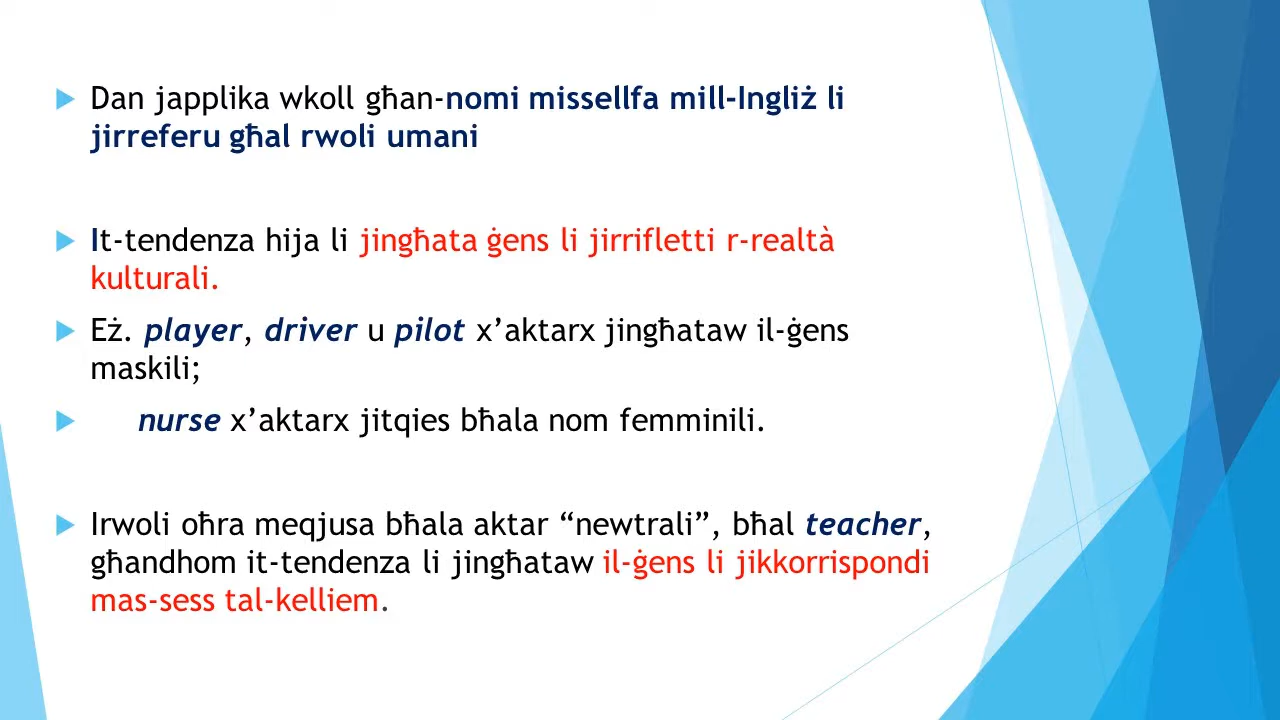 Dan japplika wkoll għan-nomi missellfa mill-Ingliż li
jirreferu għal rwoli umani
It-tendenza hija li jingħata ġens li jirrifletti r-realtà
kulturali.
Eż. player, driver u pilot x’aktarx jingħataw il-ġens
maskili;
nurse x’aktarx jitqies bħala nom femminili.
Irwoli oħra meqjusa bħala aktar “newtrali”, bħal teacher,
għandhom it-tendenza li jingħataw il-ġens li jikkorrispondi
mas-sess tal-kelliem.